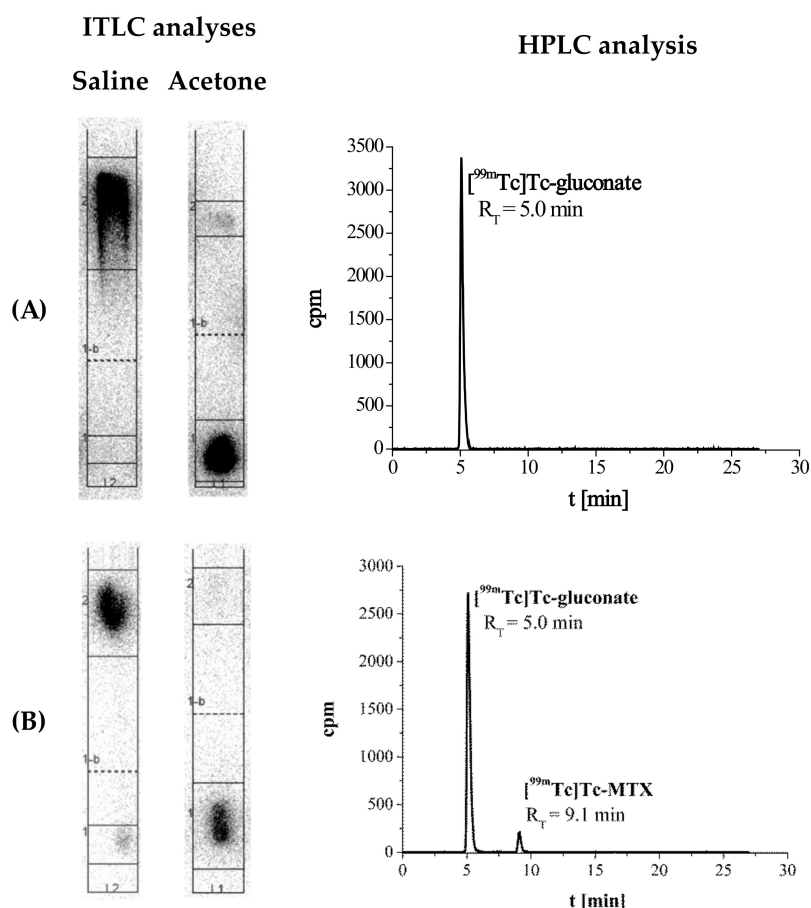 ITLC analyses
HPLC analysis
Saline Acetone
(A)
2
1-b
1
L2
2
1-b
1
L1
3500
3000
2500
2000
1500
1000
500
0
cpm
[99mTc]Tc-gluconate
RT = 5.0 min
0 5 10 15 20 25 30
t [min]
(B)
2
1-b
1
L2
2
1-b
1
L1
3000
2500
2000
1500
1000
500
0
cpm
[99mTc]Tc-gluconate
RT = 5.0 min
[99mTc]Tc-MTX
RT = 9.1 min
0 5 10 15 20 25 30
t [min]